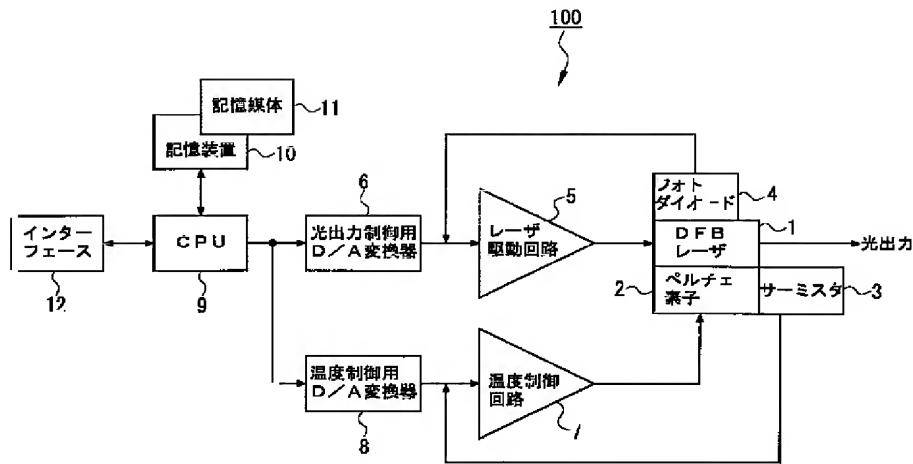 100
記憶媒体
11
記憶装置
10
6
光出力制御用
D/A変換器
5
レーザ
駆動回路
フォト
ダイオード
4
1
DFB
レーザ
光出力
インター
フェース
12
CPU
9
2
ペルチェ
素子
サーミスタ
3
温度制御用
D/A変換器
8
温度制御
回路
7